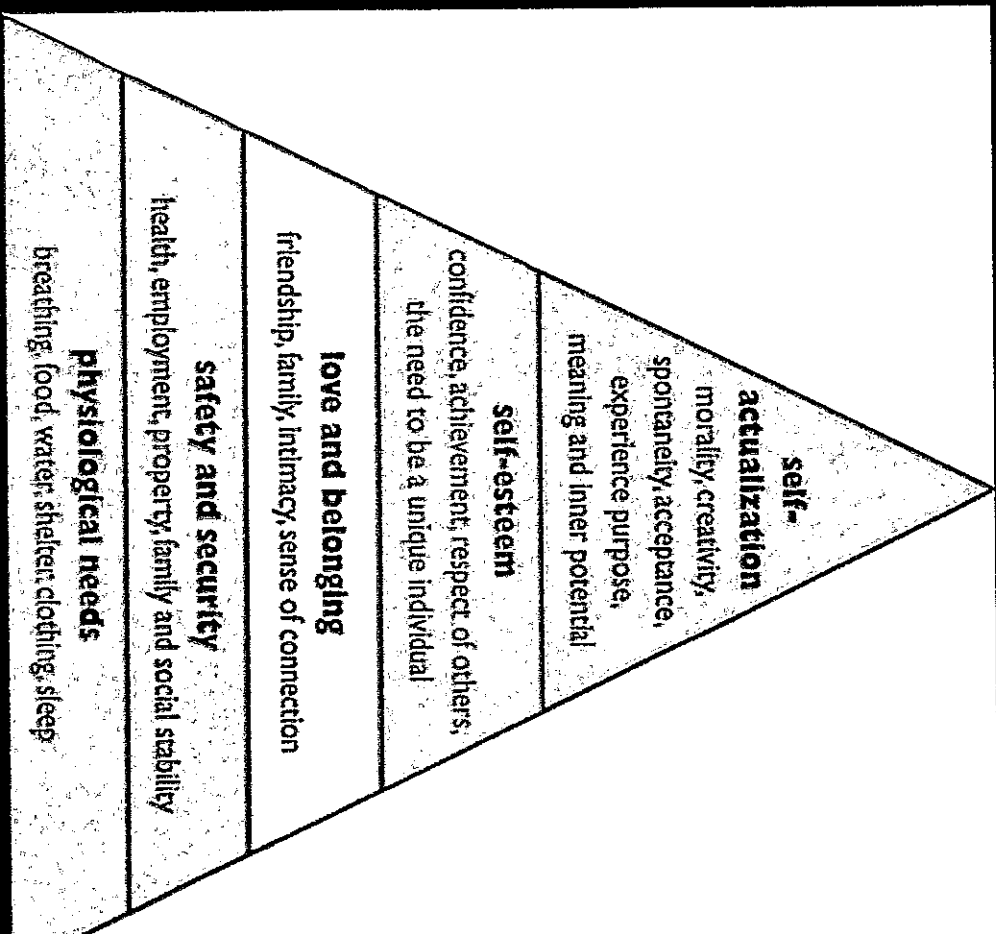 self-
actualization
morality, creativity,
spontaneity, acceptance,
experience purpose,
meaning and inner potential
self-esteem
confidence, achievement, respect of others,
the need to be a unique individual
love and belonging
friendship, family, intimacy, sense of connection
safety and security
health, employment, property, family and social stability
physiological needs
breathing, food, water, shelter, clothing, sleep